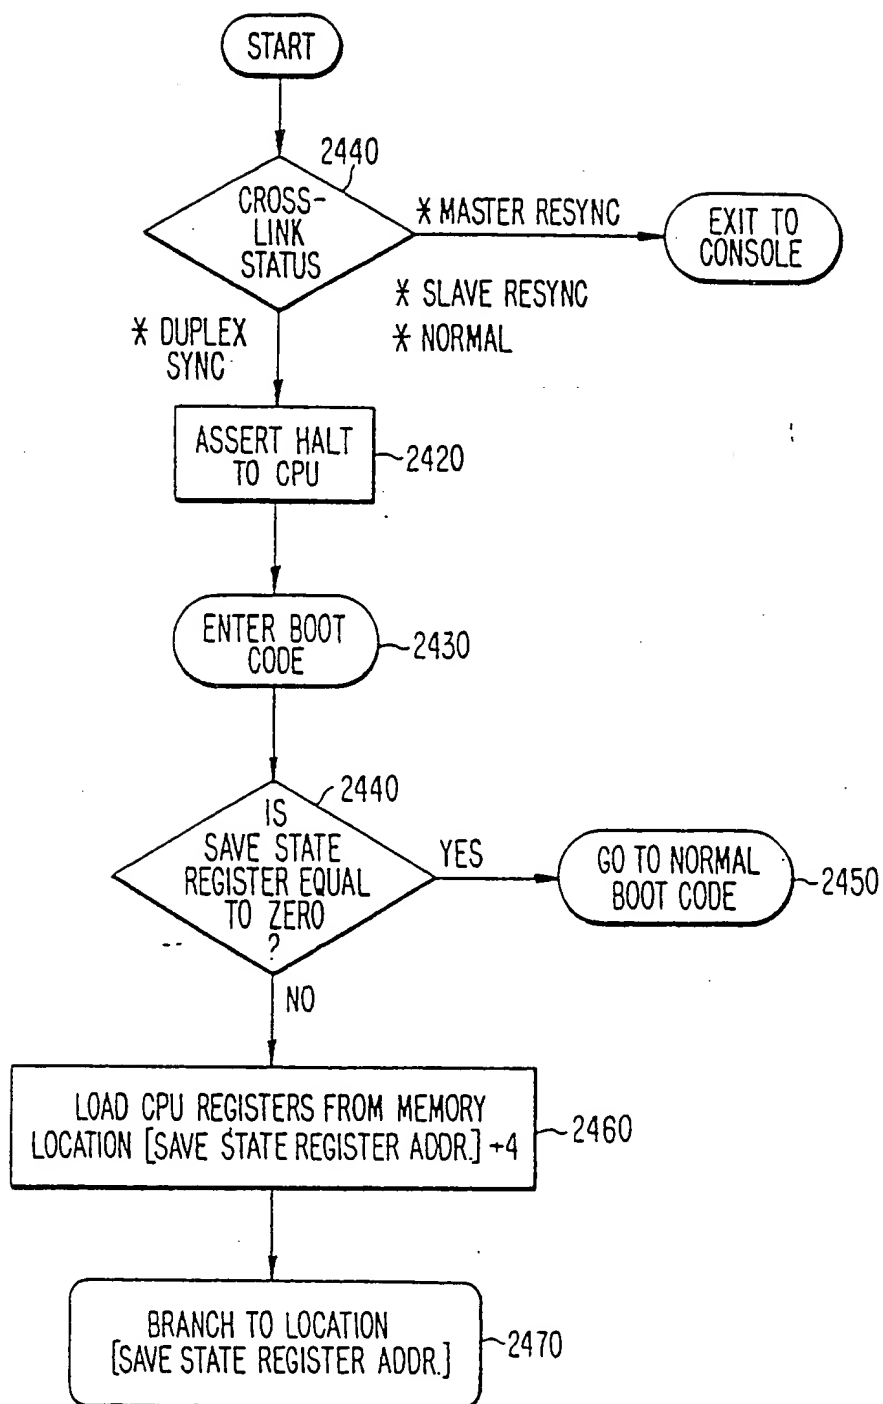 START
2440
CROSS-
LINK
STATUS
* MASTER RESYNC
EXIT TO
CONSOLE
* SLAVE RESYNC
* NORMAL
* DUPLEX
SYNC
ASSERT HALT
TO CPU
2420
ENTER BOOT
CODE
2430
2440
IS
SAVE STATE
REGISTER EQUAL
TO ZERO
?
YES
GO TO NORMAL
BOOT CODE
2450
NO
LOAD CPU REGISTERS FROM MEMORY
LOCATION [SAVE STATE REGISTER ADDR.] +4
2460
BRANCH TO LOCATION
[SAVE STATE REGISTER ADDR.]
2470